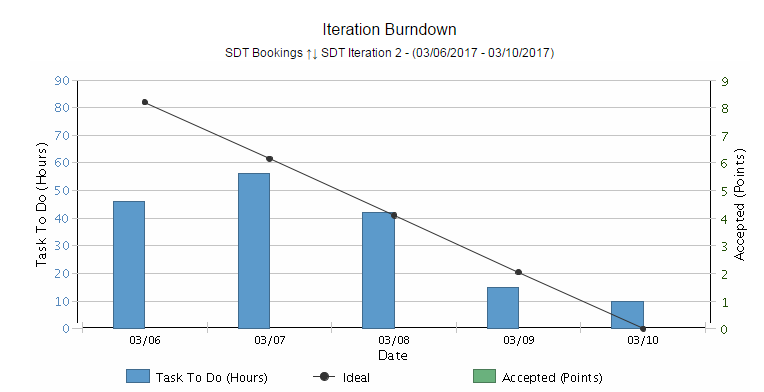 Iteration Burndown
SDT Bookings ↑↓ SDT Iteration 2 - (03/06/2017 - 03/10/2017)
90 9
80 8
70 7
60 6
50 5
40 4
30 3
20 2
10 1
0 0
Task To Do (Hours)
Accepted (Points)
03/06 03/07 03/08 03/09 03/10
Date
Task To Do (Hours) Ideal Accepted (Points)